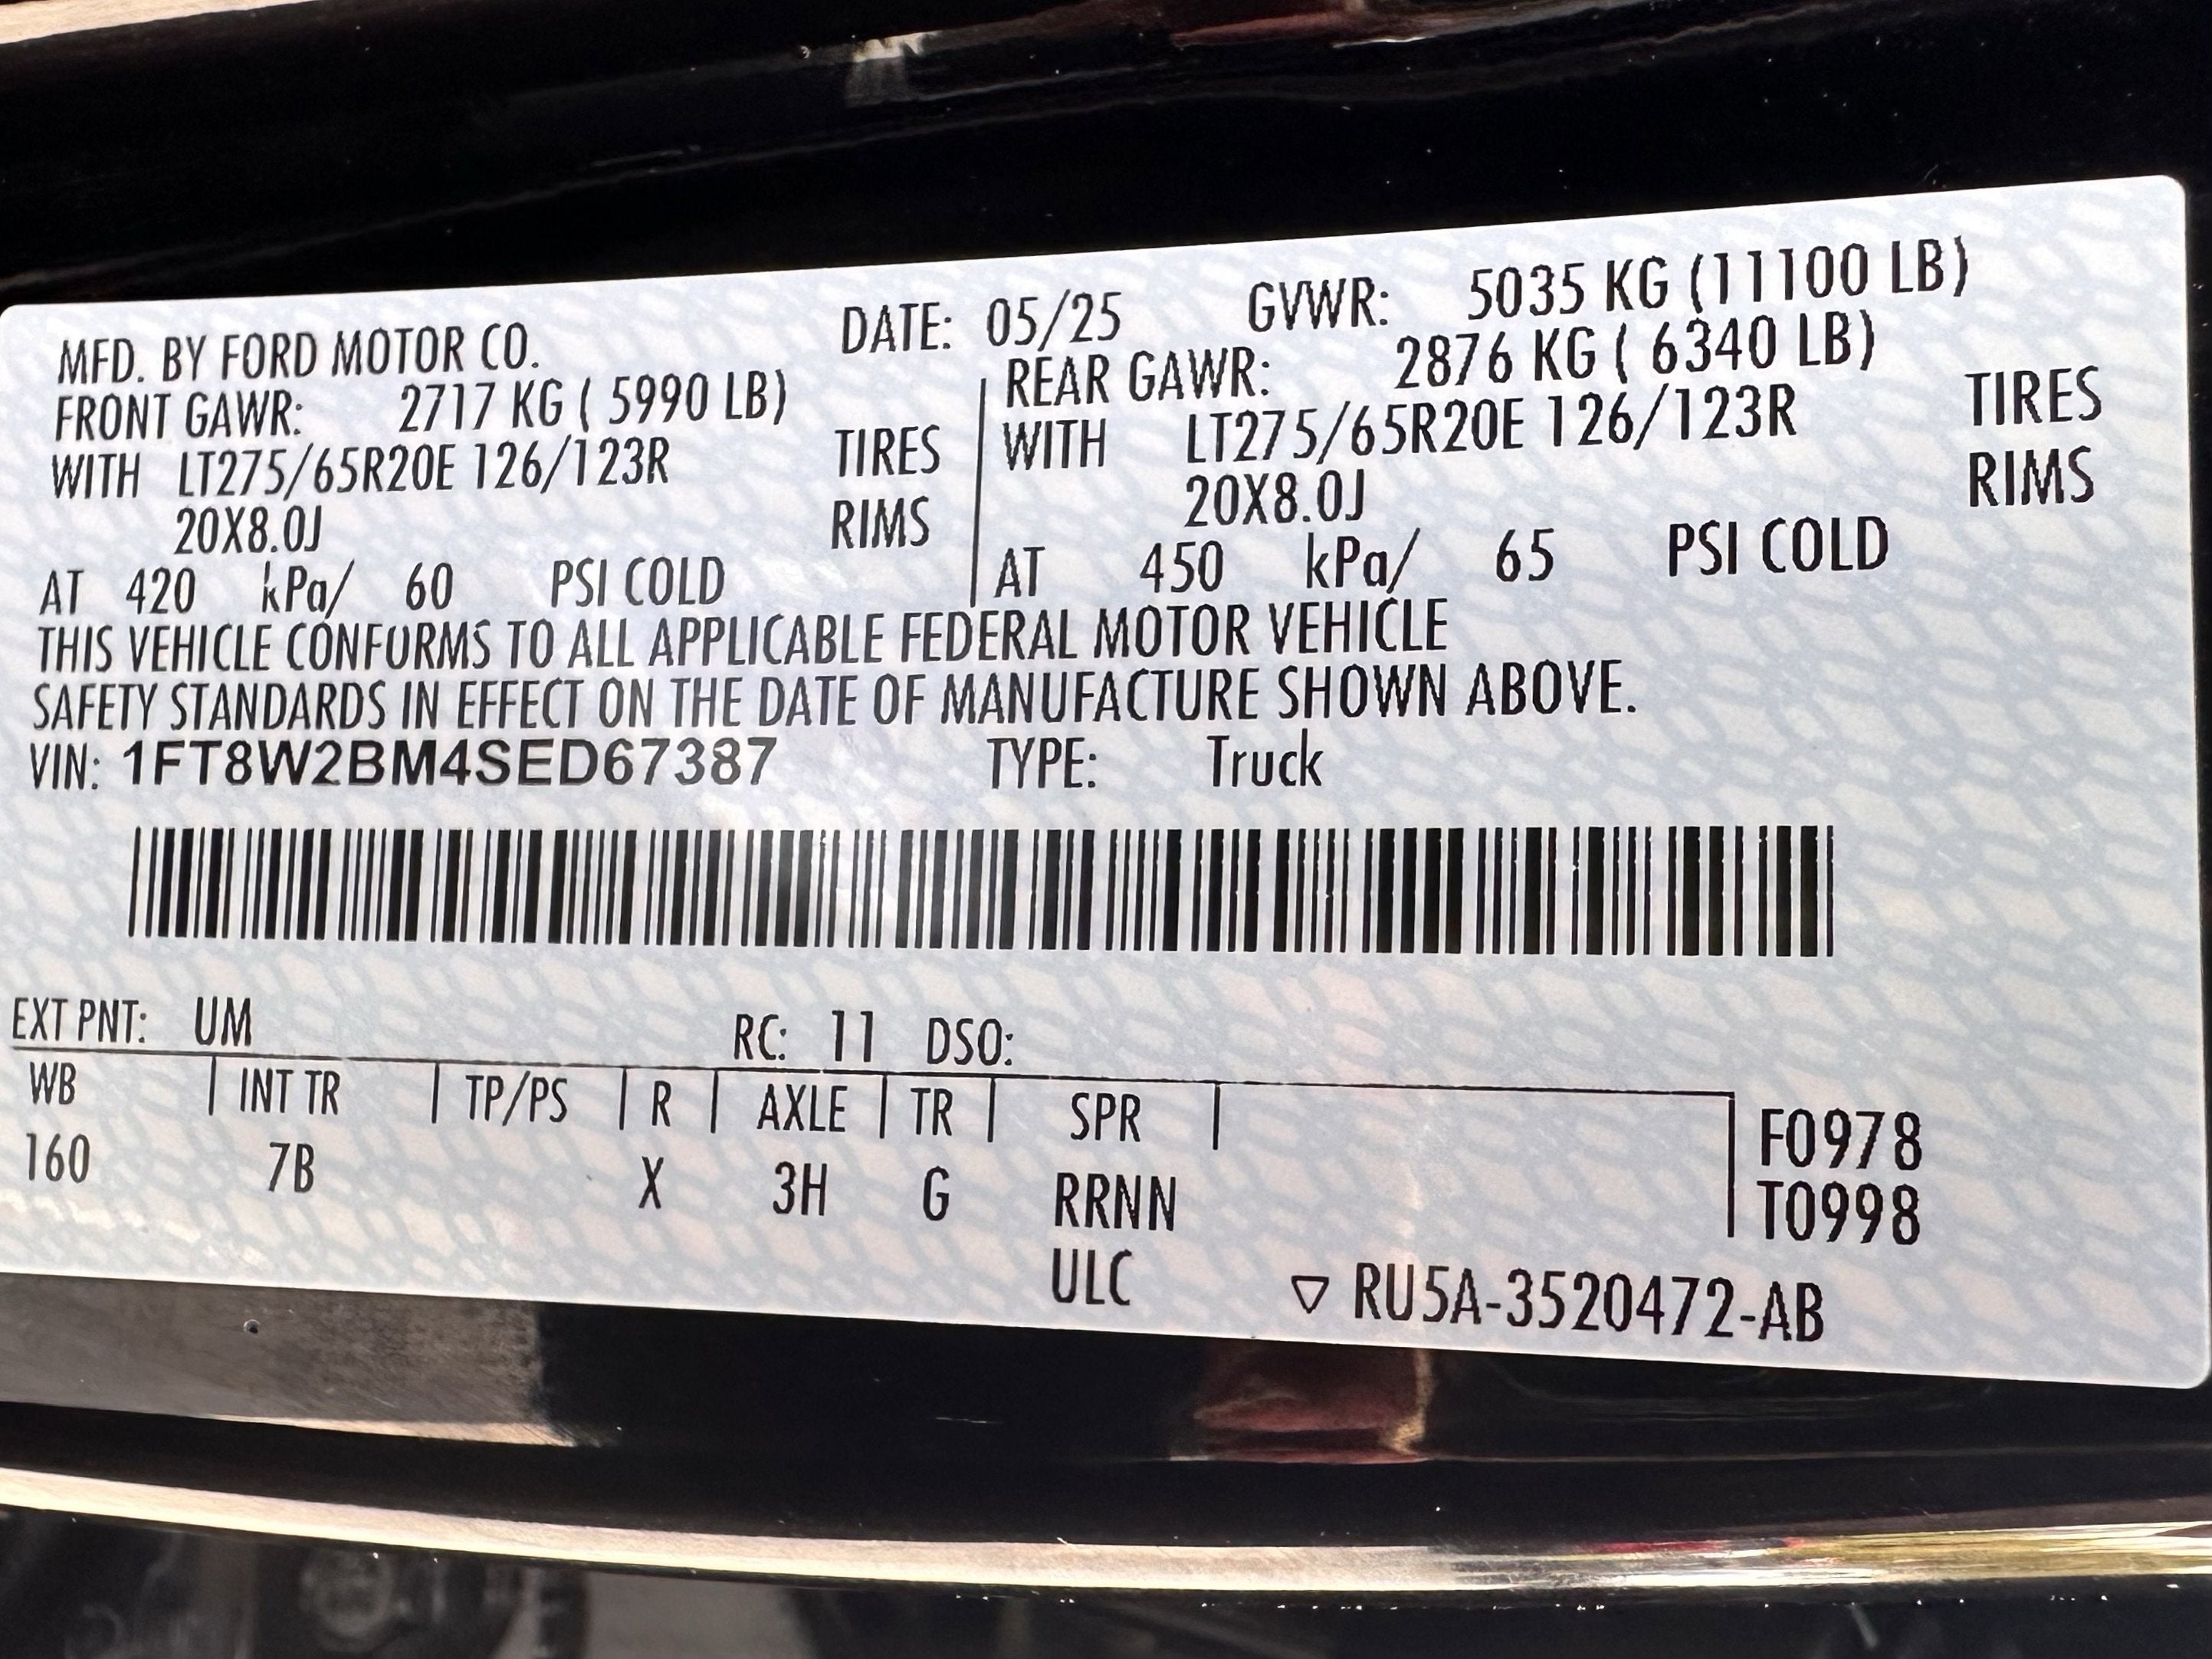 MFD. BY FORD MOTOR CO. DATE: 05/25 GVWR: 5035 KG (11100 LB)
FRONT GAWR: 2717 KG ( 5990 LB) REAR GAWR: 2876 KG ( 6340 LB)
WITH LT275/65R20E 126/123R TIRES WITH LT275/65R20E 126/123R TIRES
20X8.0J RIMS 20X8.0J RIMS
AT 420 kPa/ 60 PSI COLD AT 450 kPa/ 65 PSI COLD
THIS VEHICLE CONFORMS TO ALL APPLICABLE FEDERAL MOTOR VEHICLE
SAFETY STANDARDS IN EFFECT ON THE DATE OF MANUFACTURE SHOWN ABOVE.
VIN: 1FT8W2BM4SED67387 TYPE: Truck
EXT PNT: UM RC: 11 DSO:
WB INT TR TP/PS R AXLE TR SPR F0978
160 7B X 3H G RRNN T0998
ULC ▽ RU5A-3520472-AB